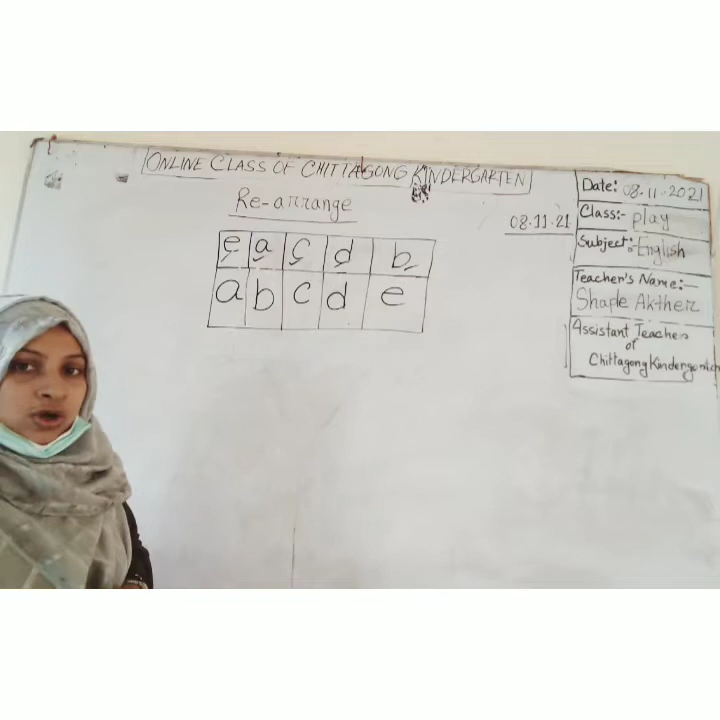 ONLINE CLASS OF CHITTAGONG KINDERGARTEN
Re-arrange
08.11.21
e a c d b
a b c d e
Date: 08.11.2021
Class:- play
Subject:- English
Teacher's Name:-
Shaple Akther
Assistant Teacher
of
Chittagong Kindergarten